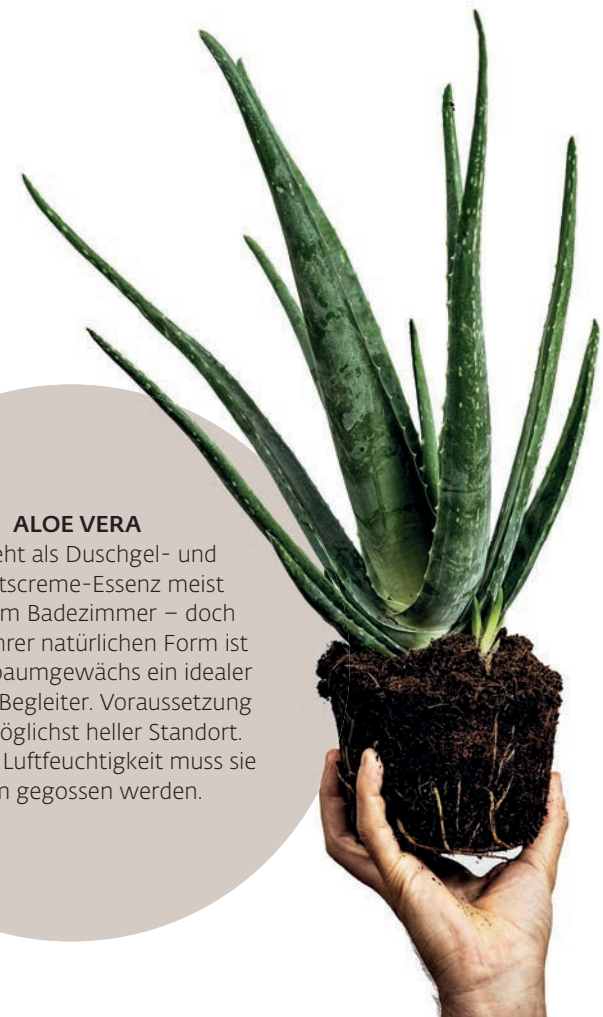 ALOE VERA
eht als Duschgel- und
tscreme-Essenz meist
m Badezimmer – doch
hrer natürlichen Form ist
baumgewächs ein idealer
Begleiter. Voraussetzung
öglichst heller Standort.
Luftfeuchtigkeit muss sie
m gegossen werden.